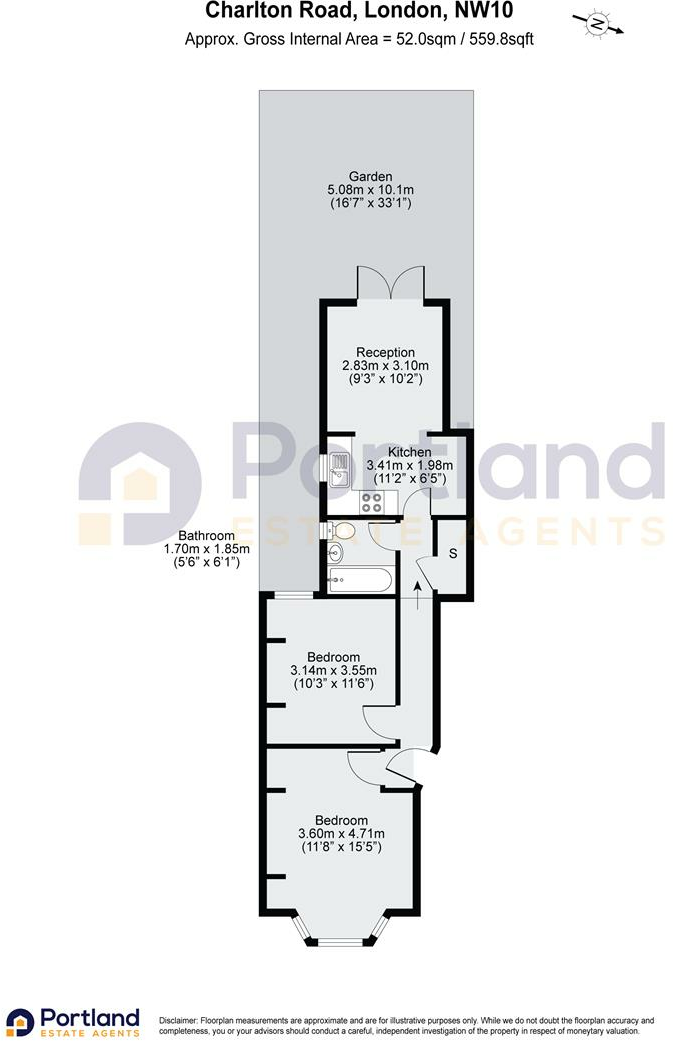 Charlton Road, London, NW10
Approx. Gross Internal Area = 52.0sqm / 559.8sqft
N
Garden
5.08m x 10.1m
(16'7" x 33'1")
Reception
2.83m x 3.10m
(9'3" x 10'2")
Kitchen
3.41m x 1.98m
(11'2" x 6'5")
Portland
ESTATE AGENTS
Bathroom
1.70m x 1.85m
(5'6" x 6'1")
S
Bedroom
3.14m x 3.55m
(10'3" x 11'6")
Bedroom
3.60m x 4.71m
(11'8" x 15'5")
Portland
ESTATE AGENTS
Disclaimer: Floorplan measurements are approximate and are for illustrative purposes only. While we do not doubt the floorplan accuracy and
completeness, you or your advisors should conduct a careful, independent investigation of the property in respect of moneytary valuation.